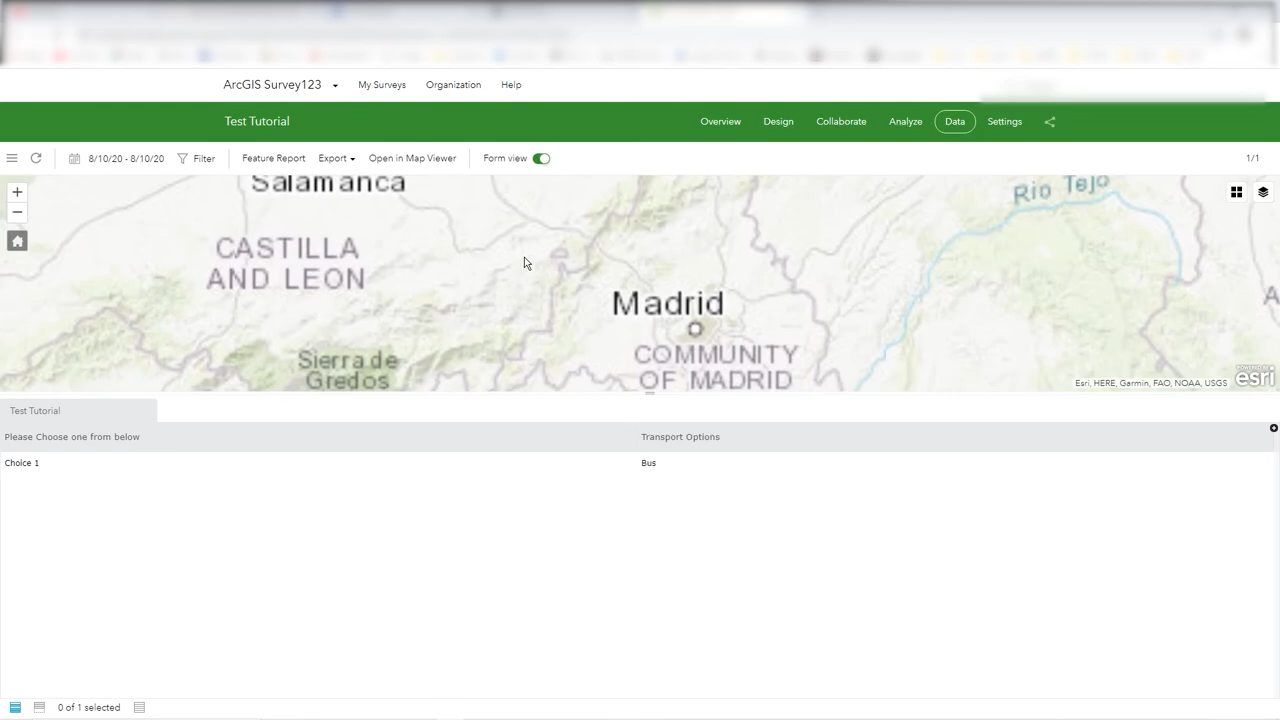 ArcGIS Survey123 My Surveys Organization Help
Test Tutorial Overview Design Collaborate Analyze Data Settings
8/10/20 - 8/10/20 Filter Feature Report Export Open in Map Viewer Form view 1/1
Salamanca
Rio Tejo
CASTILLA
AND LEON
Madrid
Sierra de
Gredos
COMMUNITY
OF MADRID
A
Esri, HERE, Garmin, FAO, NOAA, USGS
POWERED BY
esri
Test Tutorial
Please Choose one from below Transport Options
Choice 1 Bus
0 of 1 selected